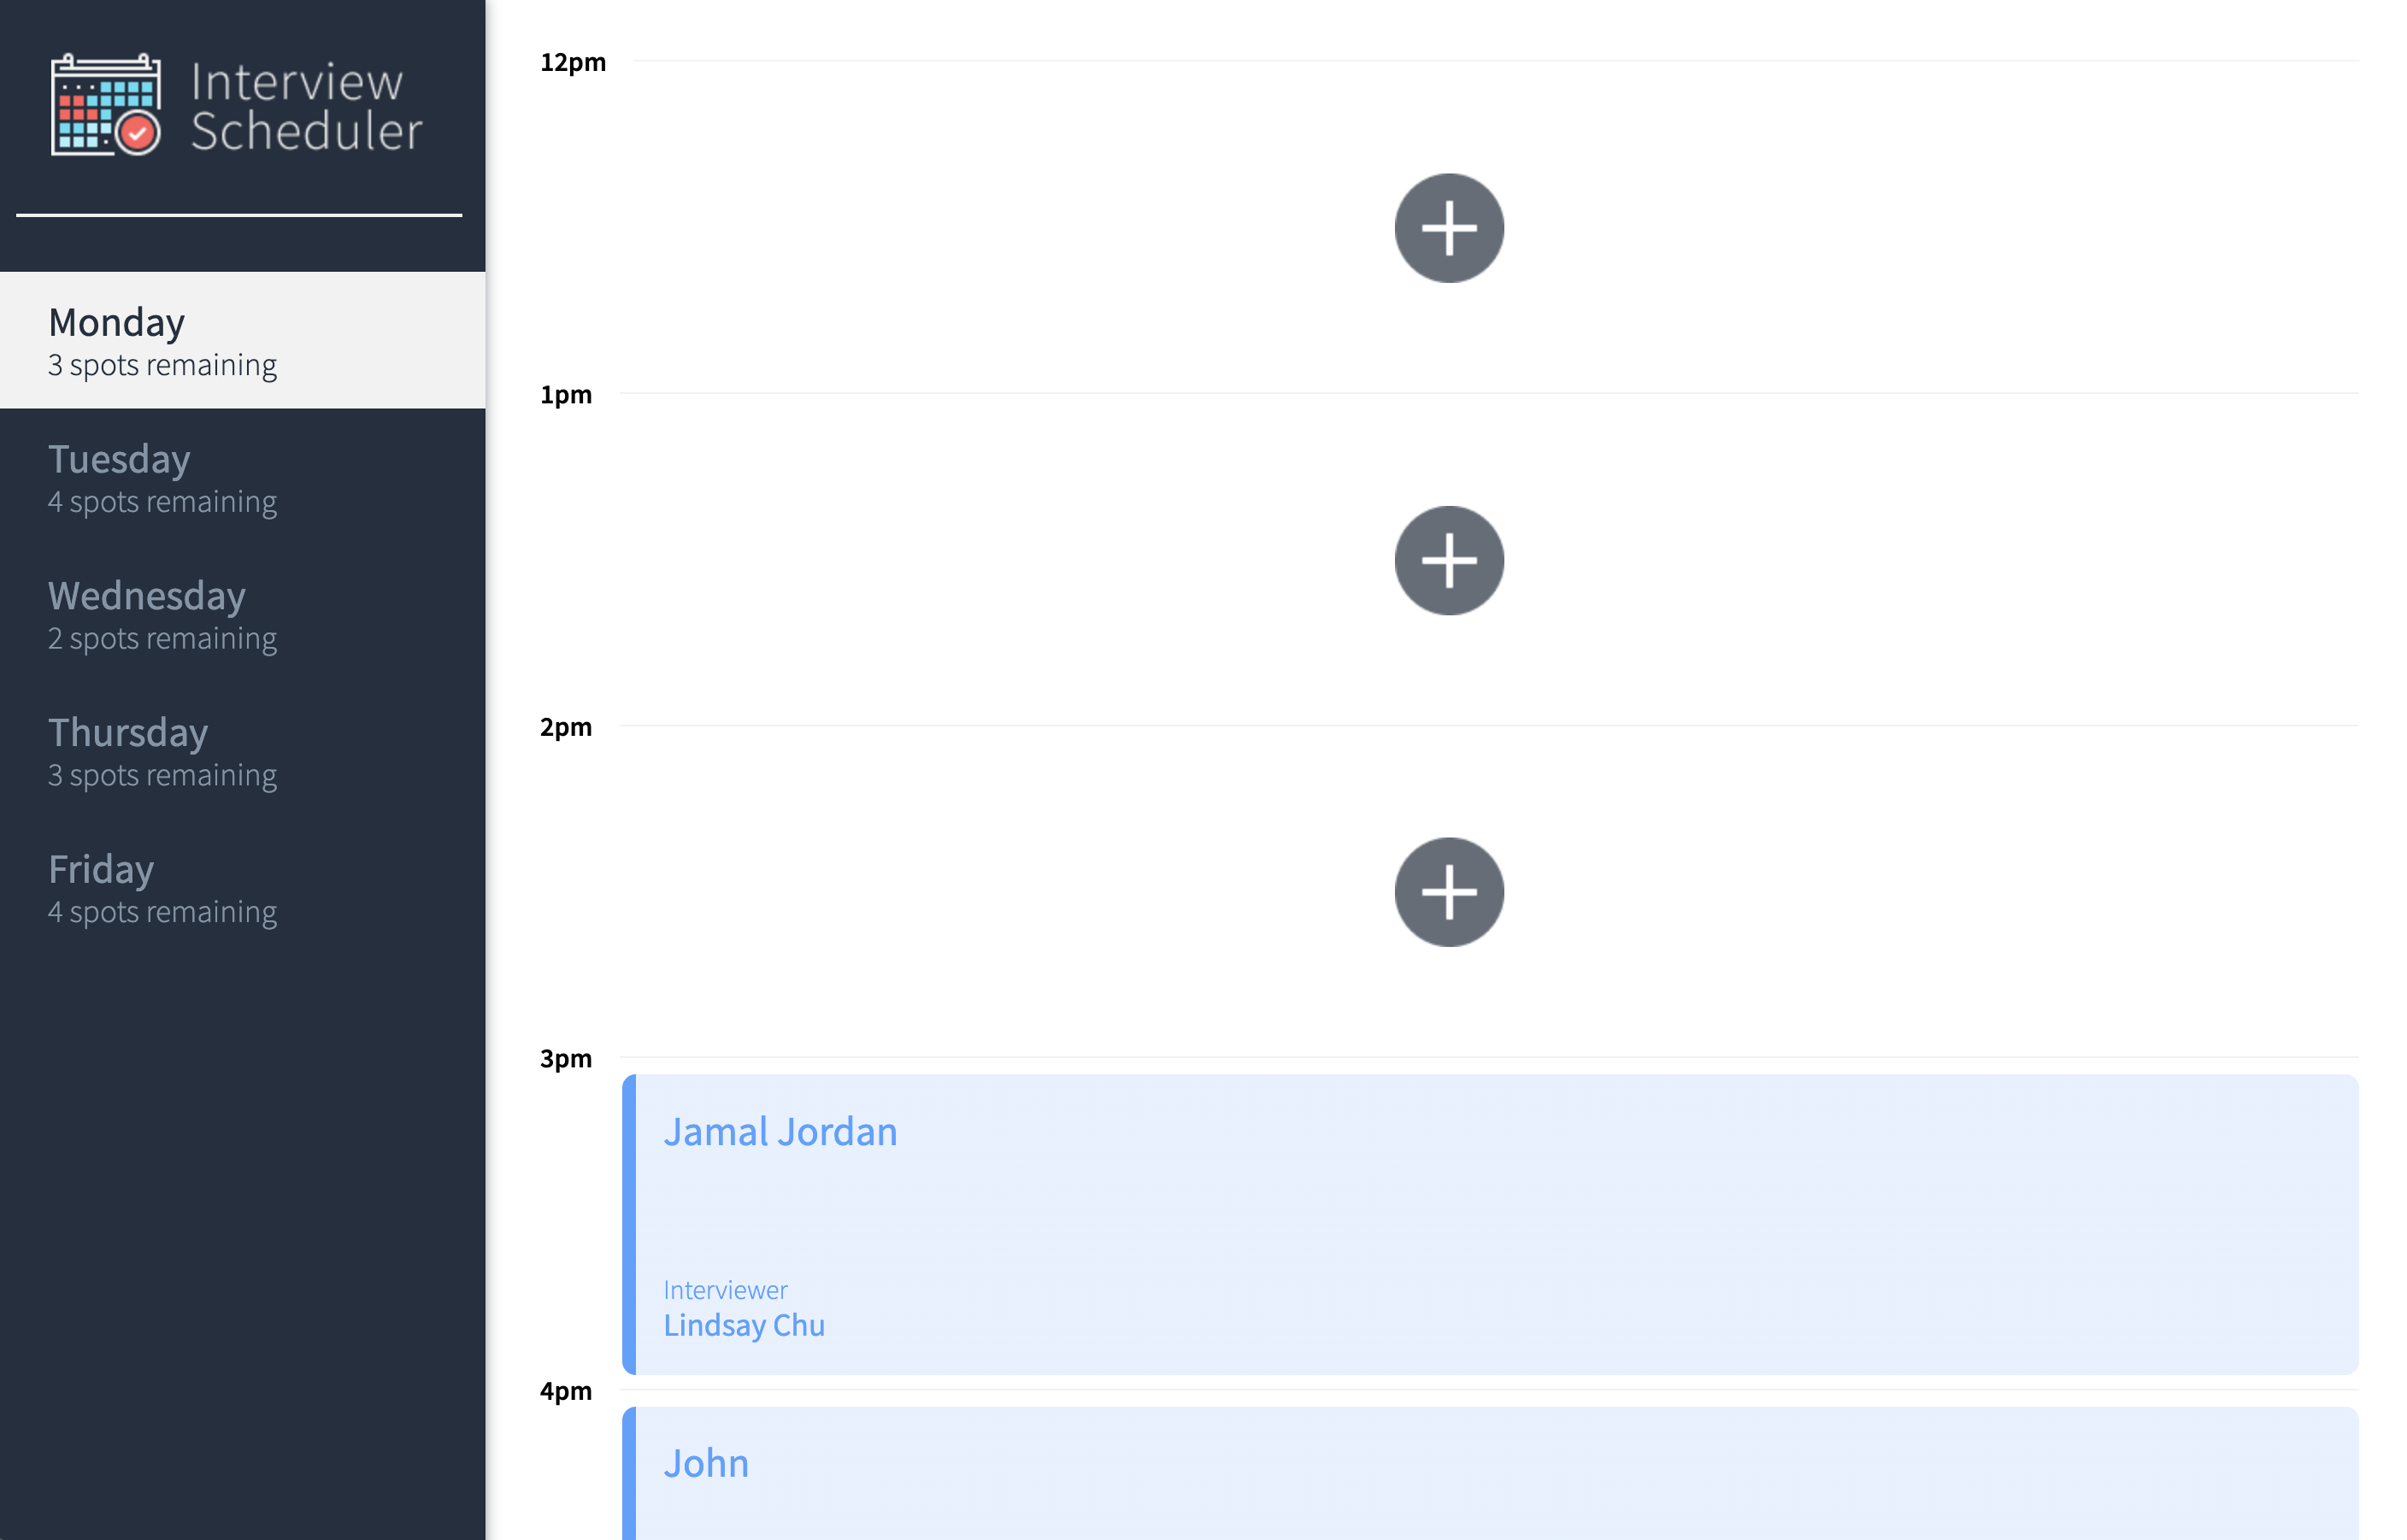 Interview
Scheduler
Monday
3 spots remaining
Tuesday
4 spots remaining
Wednesday
2 spots remaining
Thursday
3 spots remaining
Friday
4 spots remaining
12pm
1pm
2pm
3pm
Jamal Jordan
Interviewer
Lindsay Chu
4pm
John